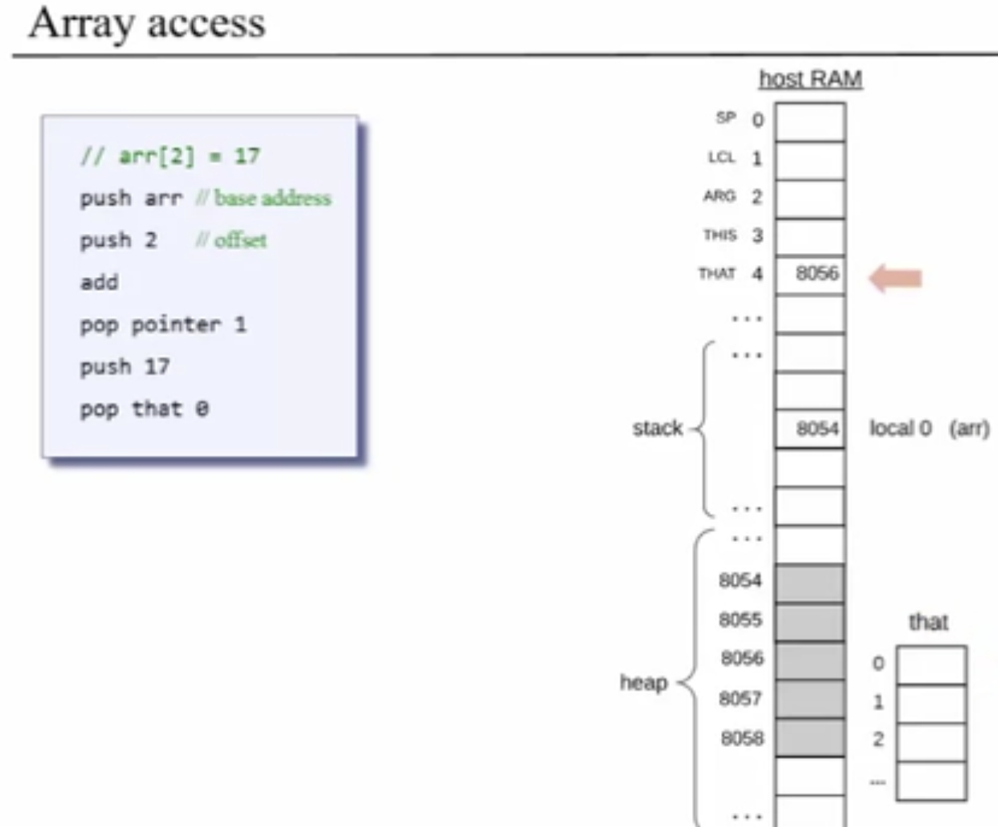 Array access
// arr[2] = 17
push arr // base address
push 2 // offset
add
pop pointer 1
push 17
pop that 0
host RAM
SP 0
LCL 1
ARG 2
THIS 3
THAT 4 8056
...
...
stack 8054 local 0 (arr)
...
...
8054
8055
that
8056 0
heap
8057 1
8058 2
...
...